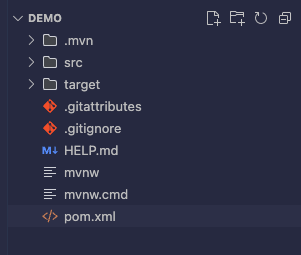 DEMO
.mvn
src
target
.gitattributes
.gitignore
M↓ HELP.md
mvnw
mvnw.cmd
</> pom.xml